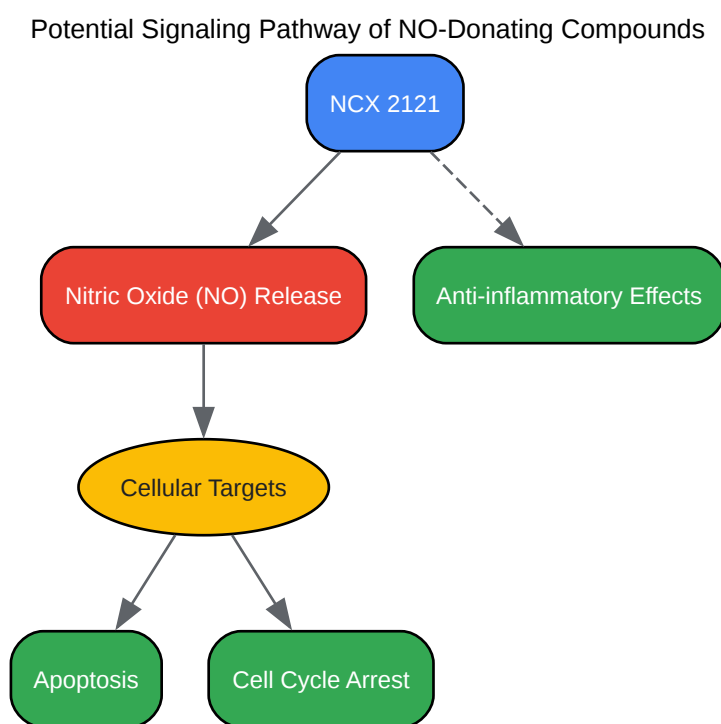 Potential Signaling Pathway of NO-Donating Compounds
NCX 2121
Nitric Oxide (NO) Release
Anti-inflammatory Effects
Cellular Targets
Apoptosis
Cell Cycle Arrest